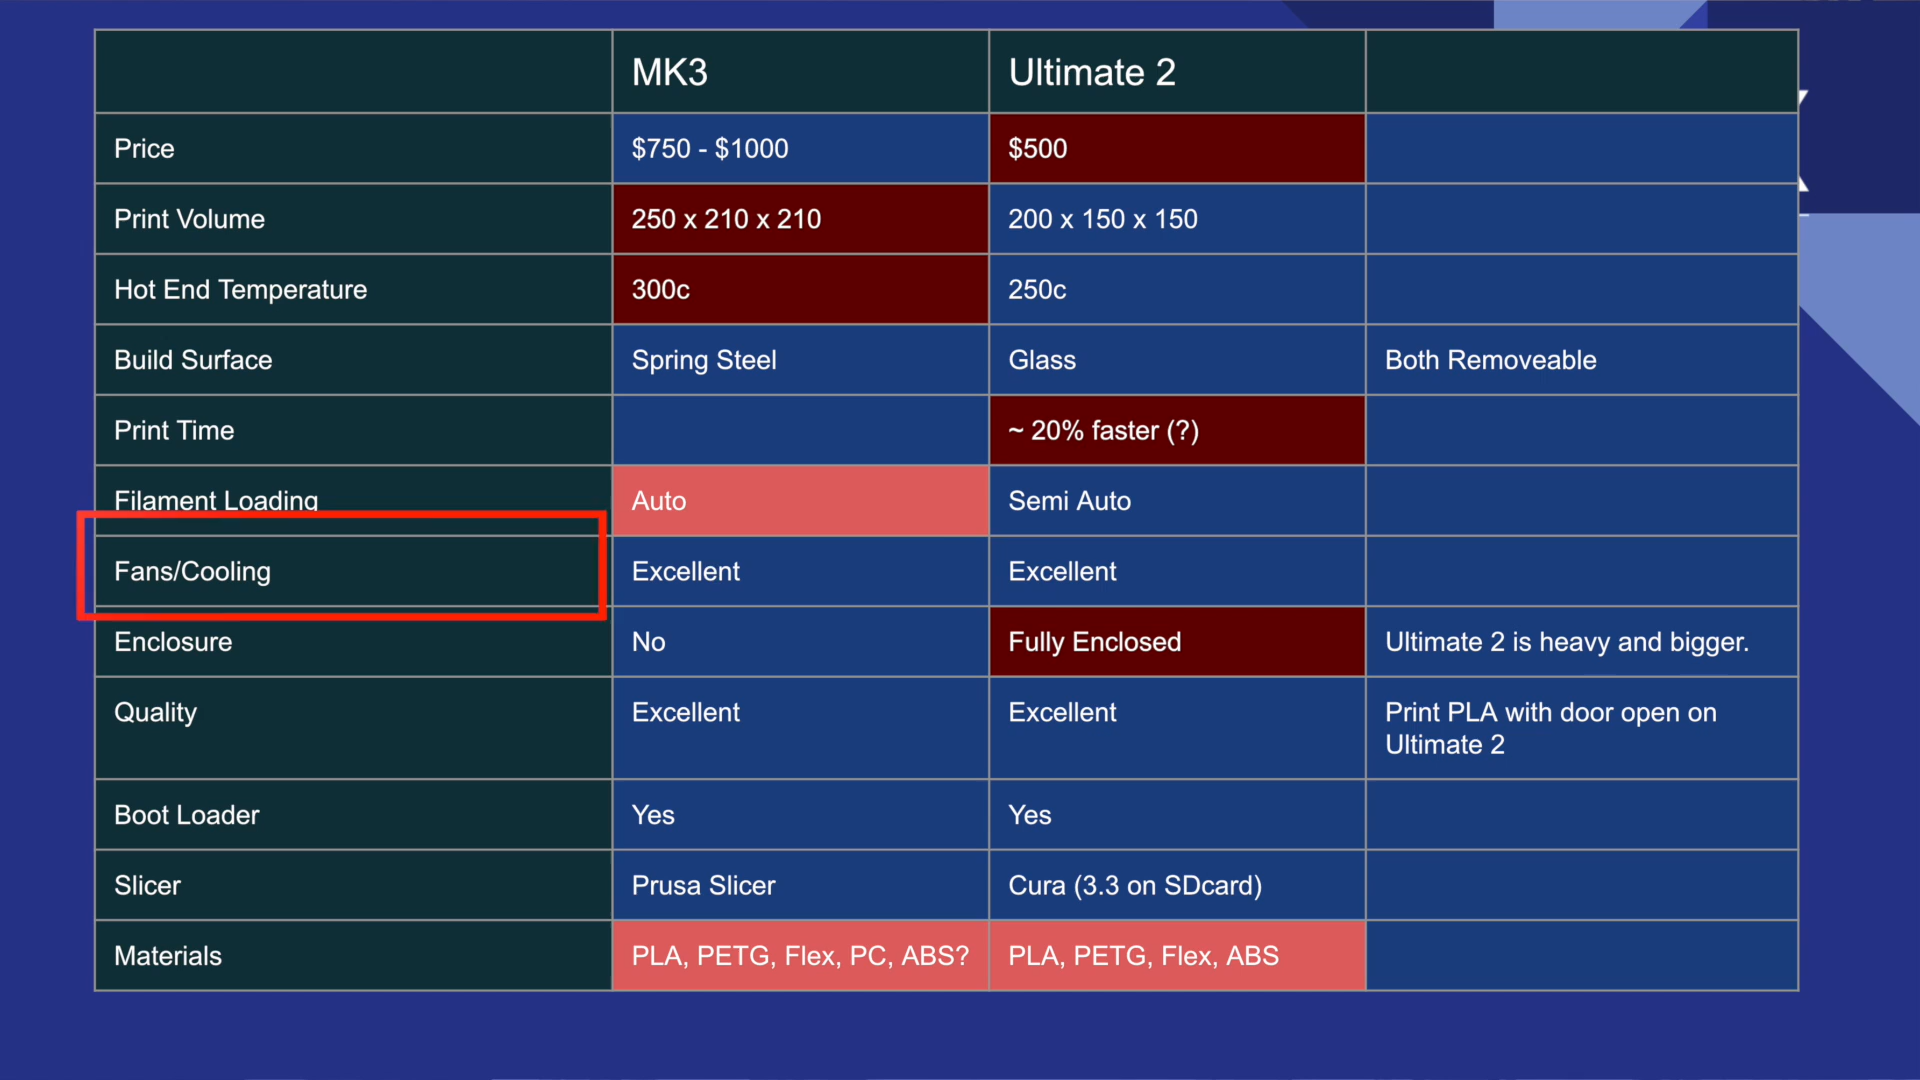 MK3 Ultimate 2
Price $750 - $1000 $500
Print Volume 250 x 210 x 210 200 x 150 x 150
Hot End Temperature 300c 250c
Build Surface Spring Steel Glass Both Removeable
Print Time ~ 20% faster (?)
Filament Loading Auto Semi Auto
Fans/Cooling Excellent Excellent
Enclosure No Fully Enclosed Ultimate 2 is heavy and bigger.
Quality Excellent Excellent Print PLA with door open on
Ultimate 2
Boot Loader Yes Yes
Slicer Prusa Slicer Cura (3.3 on SDcard)
Materials PLA, PETG, Flex, PC, ABS? PLA, PETG, Flex, ABS